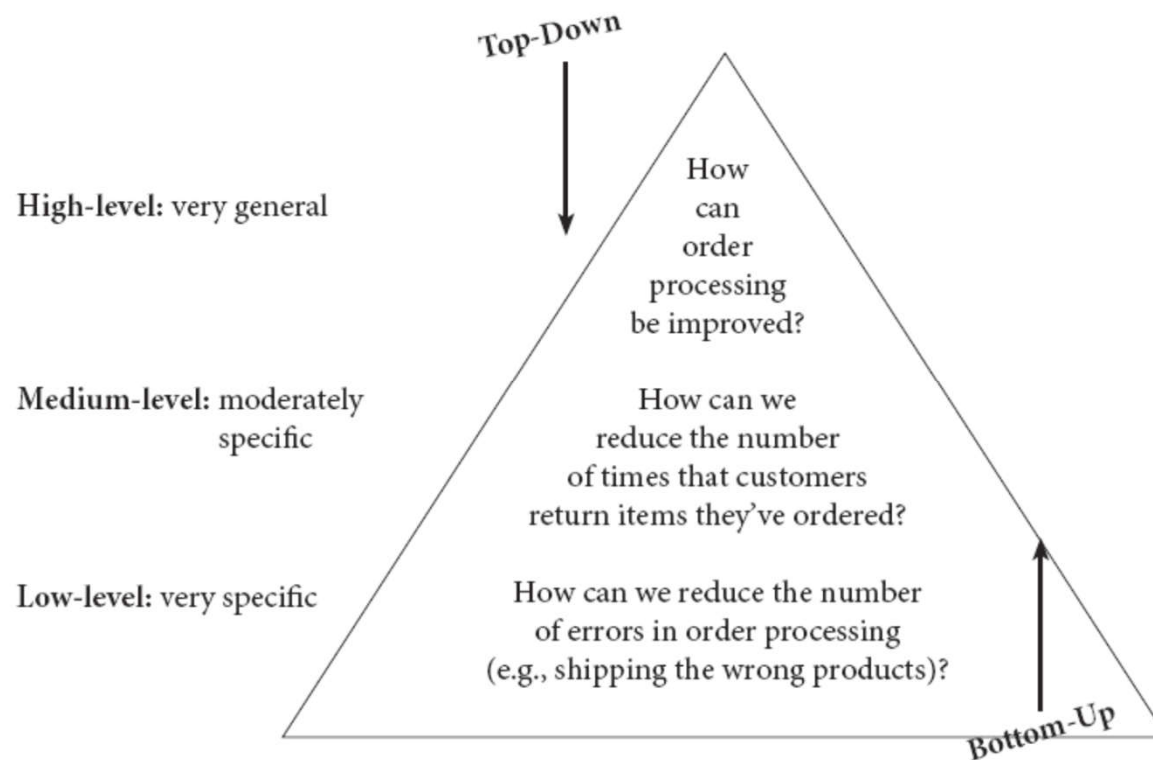 Top-Down
How
can
High-level: very general
order
processing
be improved?
Medium-level: moderately
specific
How can we
reduce the number
of times that customers
return items they’ve ordered?
Low-level: very specific
How can we reduce the number
of errors in order processing
(e.g., shipping the wrong products)?
Bottom-Up